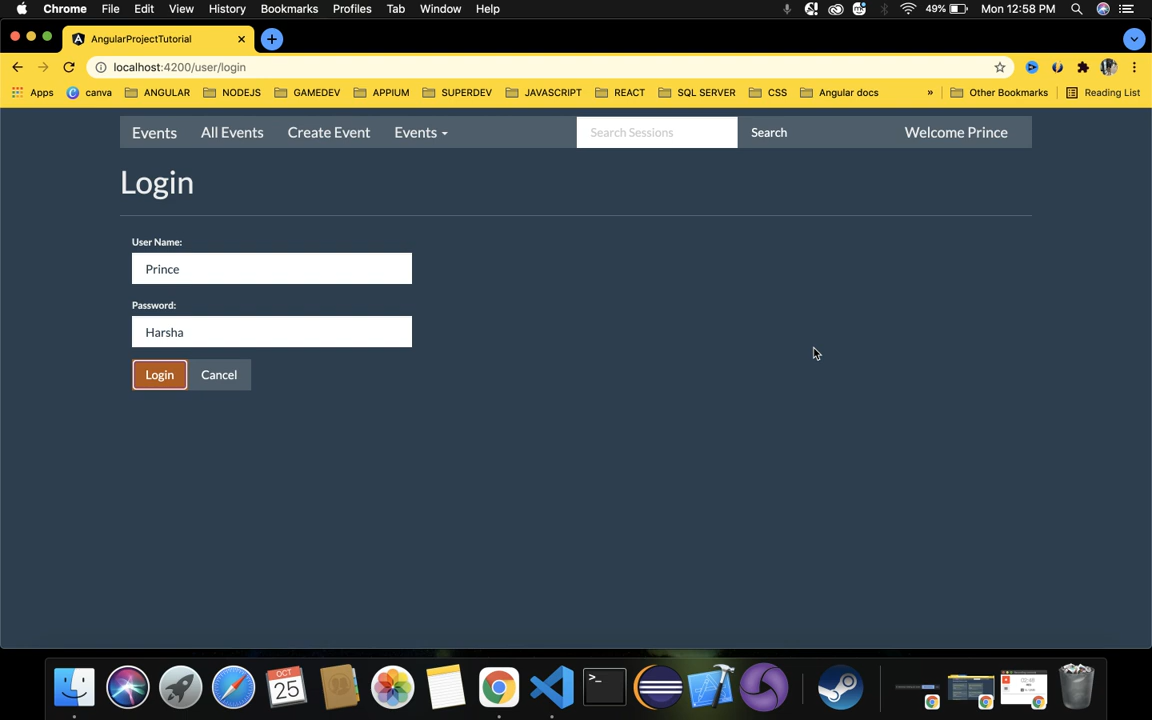 Chrome File Edit View History Bookmarks Profiles Tab Window Help 49% Mon 12:58 PM
AngularProjectTutorial
localhost:4200/user/login
Apps canva ANGULAR NODEJS GAMEDEV APPIUM SUPERDEV JAVASCRIPT REACT SQL SERVER CSS Angular docs » Other Bookmarks Reading List
Events All Events Create Event Events Search Sessions Search Welcome Prince
Login
User Name:
Prince
Password:
Harsha
Login Cancel
OCT
25
>_